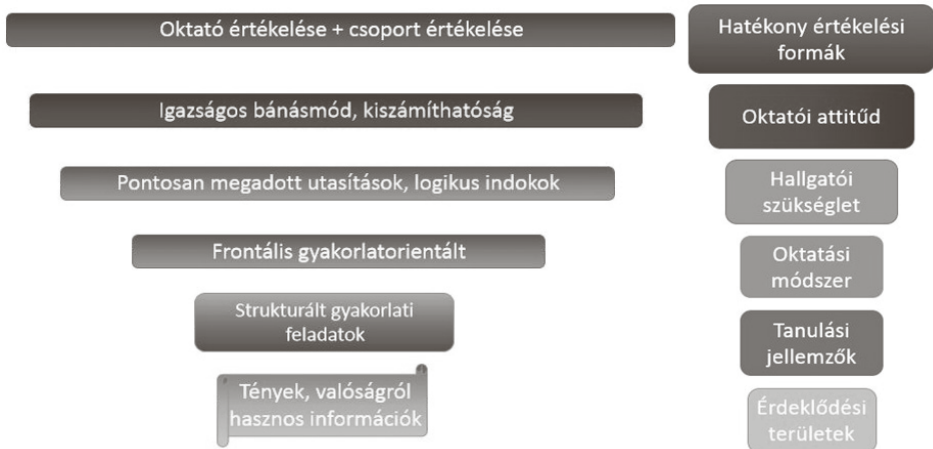 Oktató értékelése + csoport értékelése
Hatékony értékelési
formák
Igazságos bánásmód, kiszámíthatóság
Oktatói attitűd
Pontosan megadott utasítások, logikus indokok
Hallgatói
szükséglet
Frontális gyakorlatorientált
Oktatási
módszer
Strukturált gyakorlati
feladatok
Tanulási
jellemzők
Tények, valóságról
hasznos információk
Érdeklődési
területek